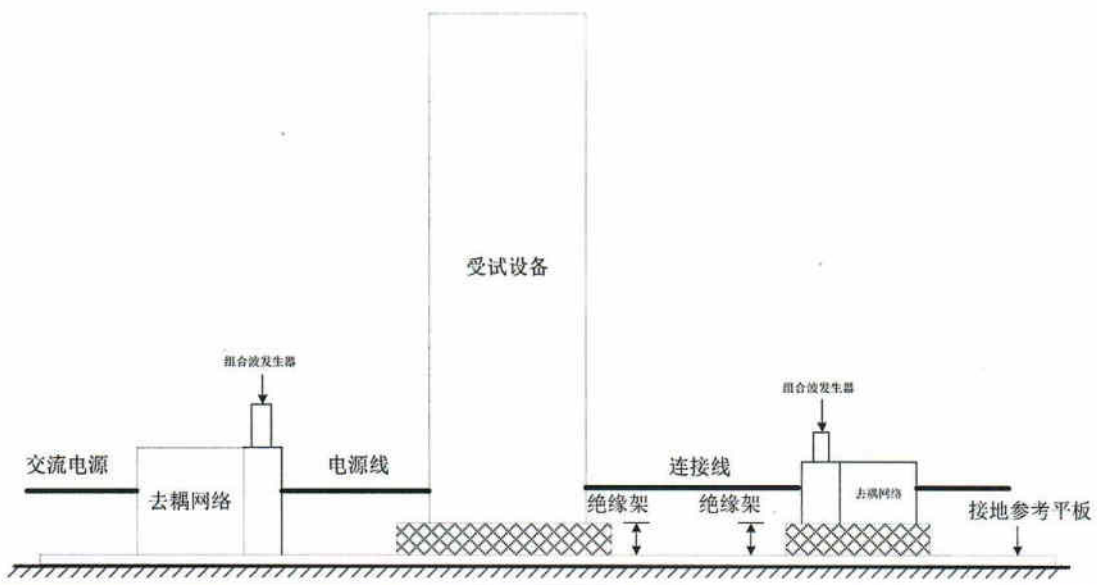 受试设备
组合波发生器
组合波发生器
交流电源
电源线
连接线
去耦网络
绝缘架
绝缘架
去耦网络
接地参考平板